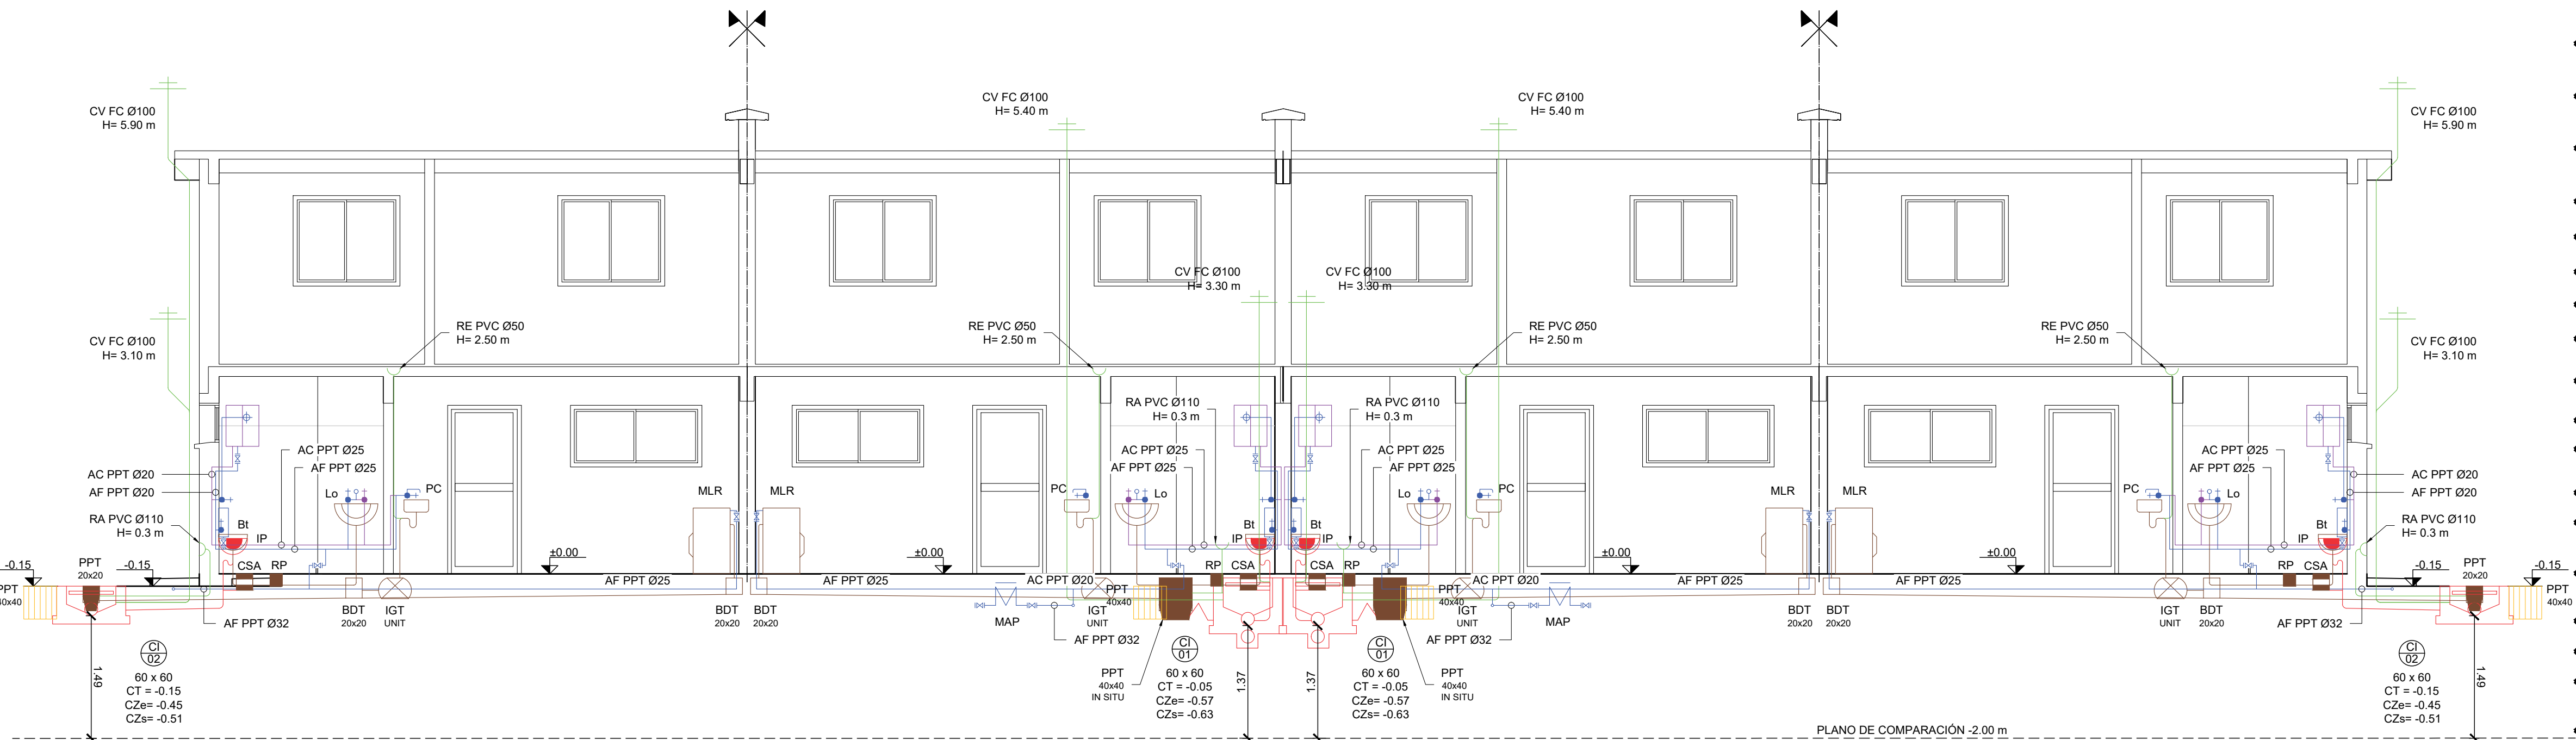 CV FC Ø100
H= 5.90 m
CV FC Ø100
H= 5.40 m
CV FC Ø100
H= 5.40 m
CV FC Ø100
H= 5.90 m
CV FC Ø100
H= 3.30 m
CV FC Ø100
H= 3.30 m
CV FC Ø100
H= 3.10 m
RE PVC Ø50
H= 2.50 m
RE PVC Ø50
H= 2.50 m
RE PVC Ø50
H= 2.50 m
RE PVC Ø50
H= 2.50 m
CV FC Ø100
H= 3.10 m
RA PVC Ø110
H= 0.3 m
RA PVC Ø110
H= 0.3 m
AC PPT Ø25
AF PPT Ø25
AC PPT Ø20
AF PPT Ø20
Lo
PC
MLR
MLR
PC
Lo
AC PPT Ø25
AF PPT Ø25
AC PPT Ø25
AF PPT Ø25
Lo
PC
MLR
MLR
PC
Lo
AC PPT Ø25
AF PPT Ø25
AC PPT Ø20
AF PPT Ø20
RA PVC Ø110
H= 0.3 m
Bt
IP
Bt
IP
Bt
IP
Bt
IP
RA PVC Ø110
H= 0.3 m
-0.15
PPT
20x20
-0.15
CSA
RP
±0.00
±0.00
RP
CSA
CSA
RP
±0.00
±0.00
RP
CSA
-0.15
PPT
20x20
-0.15
PPT
40x40
AF PPT Ø32
BDT
20x20
IGT
UNIT
AF PPT Ø25
BDT
20x20
BDT
20x20
AF PPT Ø25
MAP
AC PPT Ø20
AF PPT Ø32
IGT
UNIT
PPT
40x40
PPT
40x40
IGT
UNIT
AC PPT Ø20
AF PPT Ø32
MAP
AF PPT Ø25
BDT
20x20
BDT
20x20
AF PPT Ø25
IGT
UNIT
BDT
20x20
AF PPT Ø32
PPT
40x40
1.49
CI
02
60 x 60
CT = -0.15
CZe= -0.45
CZs= -0.51
PPT
40x40
IN SITU
CI
01
60 x 60
CT = -0.05
CZe= -0.57
CZs= -0.63
1.37
1.37
CI
01
60 x 60
CT = -0.05
CZe= -0.57
CZs= -0.63
PPT
40x40
IN SITU
CI
02
60 x 60
CT = -0.15
CZe= -0.45
CZs= -0.51
1.49
PLANO DE COMPARACIÓN -2.00 m